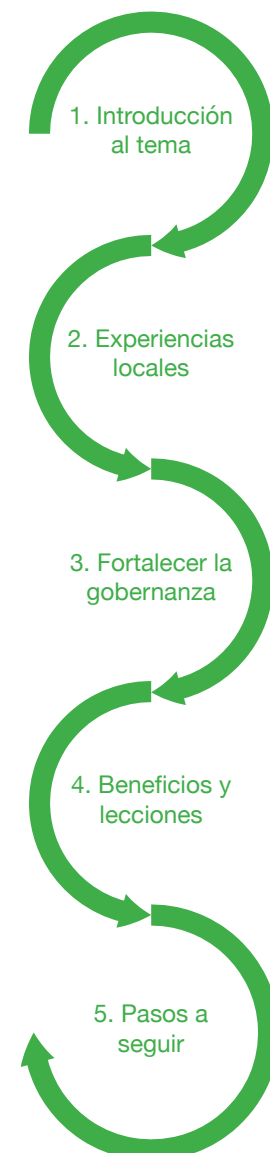 1. Introducción
al tema
2. Experiencias
locales
3. Fortalecer la
gobernanza
4. Beneficios y
lecciones
5. Pasos a
seguir